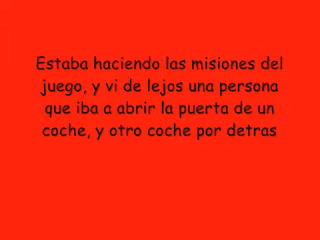 Estaba haciendo las misiones del
juego, y vi de lejos una persona
que iba a abrir la puerta de un
coche, y otro coche por detras